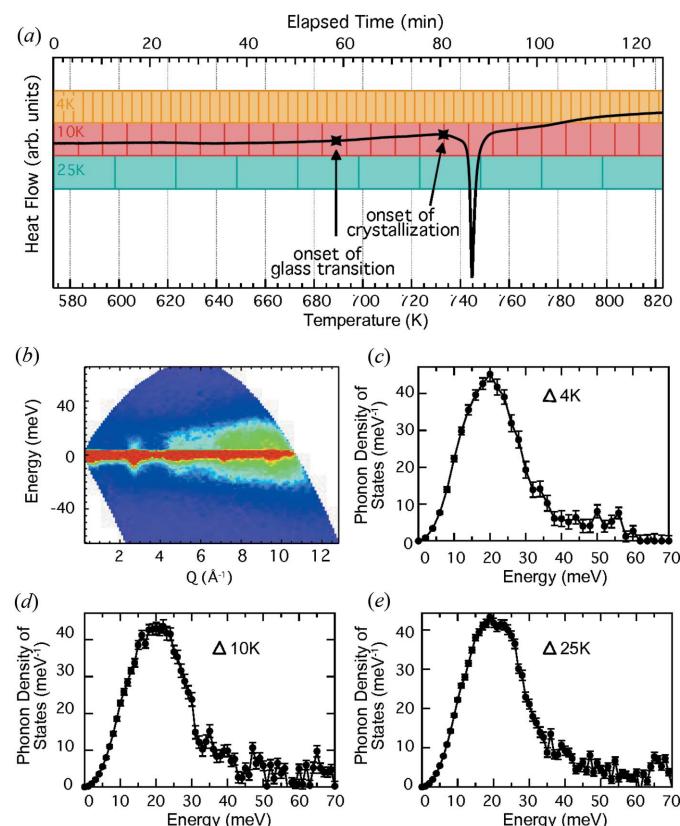 Elapsed Time (min)
(a)
0 20 40 60 80 100 120
Heat Flow (arb. units)
4K
10K
25K
onset of
glass transition
onset of
crystallization
580 600 620 640 660 680 700 720 740 760 780 800 820
Temperature (K)
(b)
Energy (meV)
40
0
-40
2 4 6 8 10 12
Q (Å⁻¹)
(c)
Phonon Density of
States (meV⁻¹)
40
30
20
10
0
Δ 4K
0 10 20 30 40 50 60 70
Energy (meV)
(d)
Phonon Density of
States (meV⁻¹)
40
30
20
10
0
Δ 10K
0 10 20 30 40 50 60 70
Energy (meV)
(e)
Phonon Density of
States (meV⁻¹)
40
30
20
10
0
Δ 25K
0 10 20 30 40 50 60 70
Energy (meV)